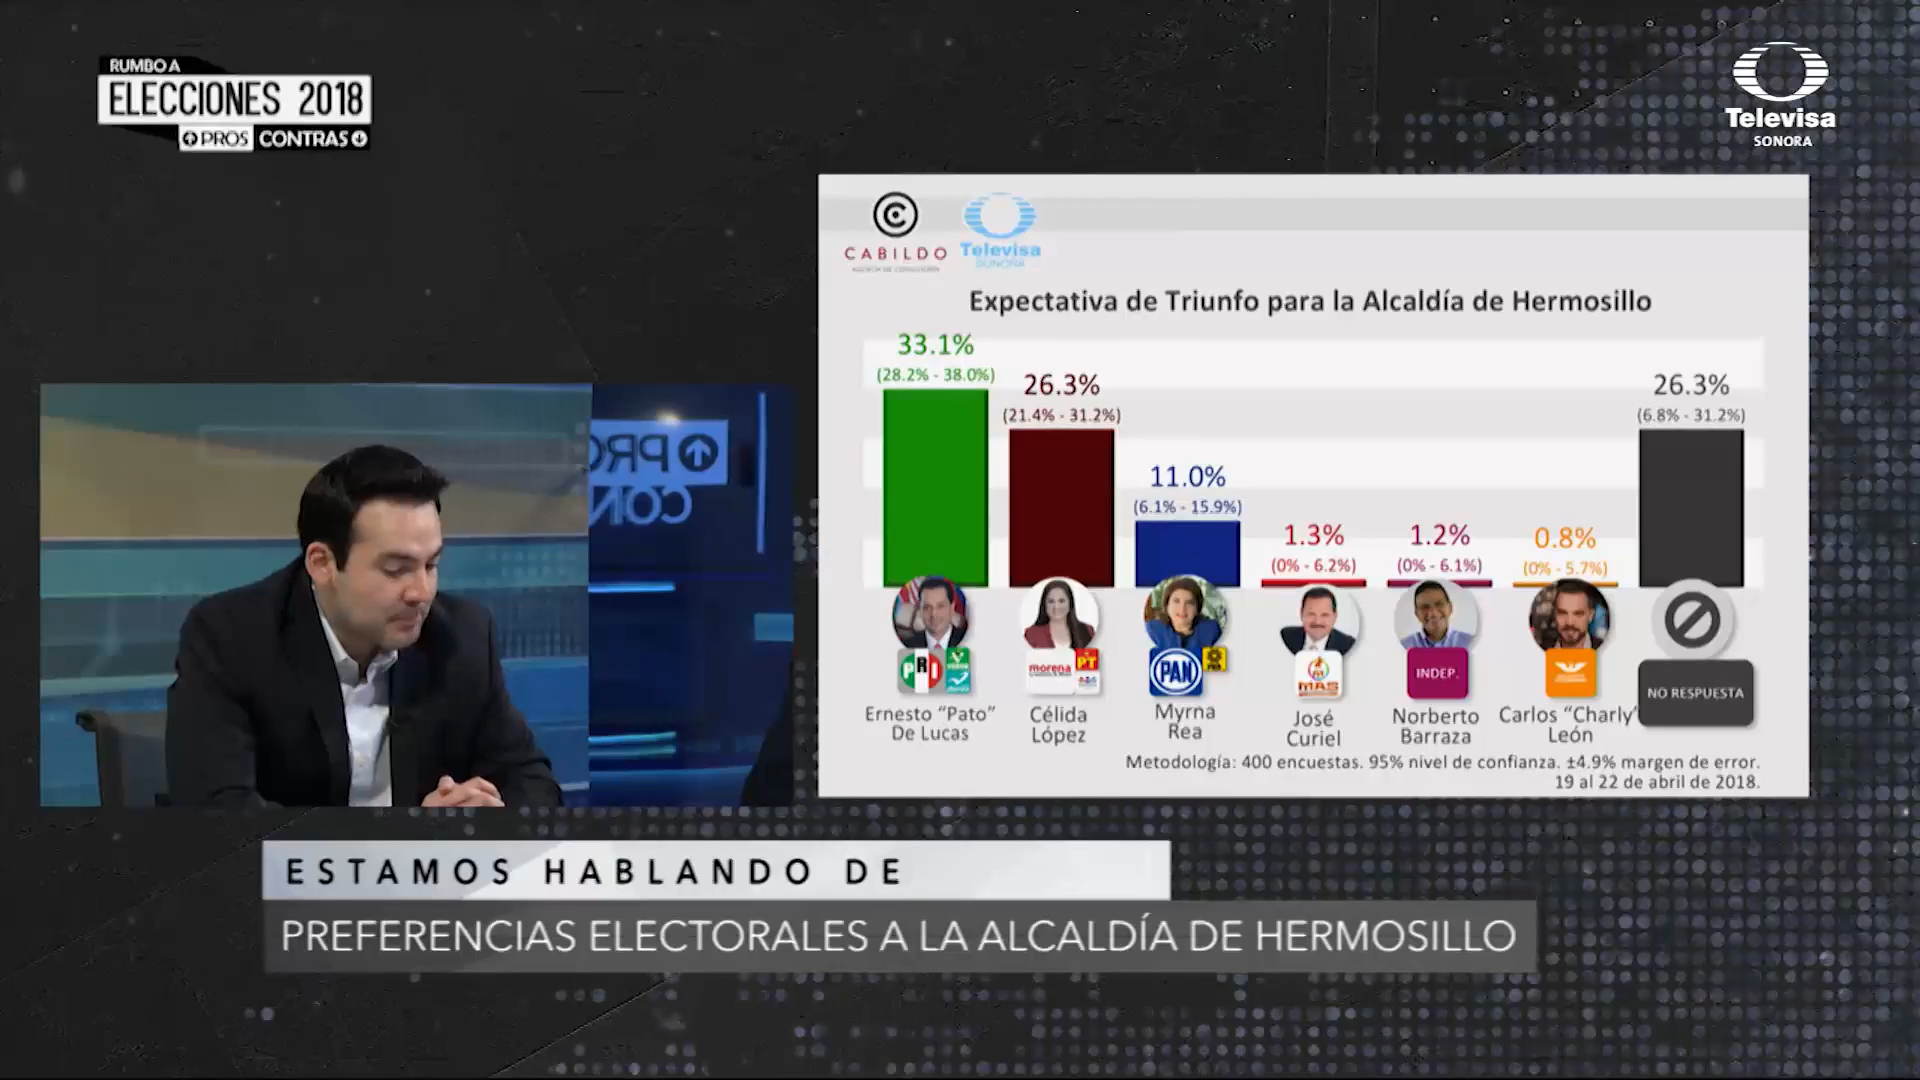 RUMBO A
ELECCIONES 2018
PROS CONTRAS
Televisa
SONORA
CABILDO
Televisa
SONORA
Expectativa de Triunfo para la Alcaldía de Hermosillo
33.1%
(28.2% - 38.0%)
26.3%
(21.4% - 31.2%)
11.0%
(6.1% - 15.9%)
1.3%
(0% - 6.2%)
1.2%
(0% - 6.1%)
0.8%
(0% - 5.7%)
26.3%
(6.8% - 31.2%)
PRI
VERDE
morena
PT
PAN
PRD
MAS
INDEP.
NO RESPUESTA
Ernesto “Pato”
De Lucas
Célida
López
Myrna
Rea
José
Curiel
Norberto
Barraza
Carlos “Charly”
León
Metodología: 400 encuestas. 95% nivel de confianza. ±4.9% margen de error.
19 al 22 de abril de 2018.
PRO
CON
ESTAMOS HABLANDO DE
PREFERENCIAS ELECTORALES A LA ALCALDÍA DE HERMOSILLO